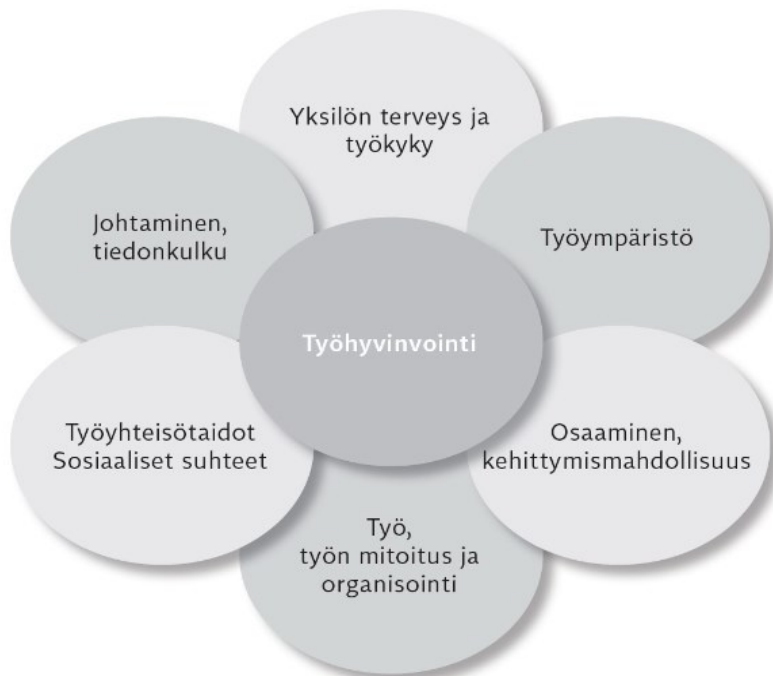 Yksilön terveys ja
työkyky
Johtaminen,
tiedonkulku
Työympäristö
Työhyvinvointi
Työyhteisötaidot
Sosiaaliset suhteet
Osaaminen,
kehittymismahdollisuus
Työ,
työn mitoitus ja
organisointi